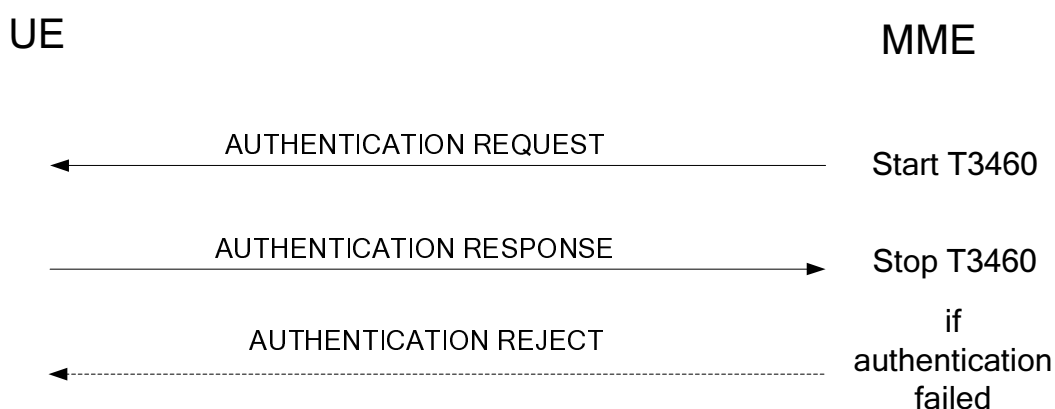 UE
MME
AUTHENTICATION REQUEST
Start T3460
AUTHENTICATION RESPONSE
Stop T3460
AUTHENTICATION REJECT
if
authentication
failed